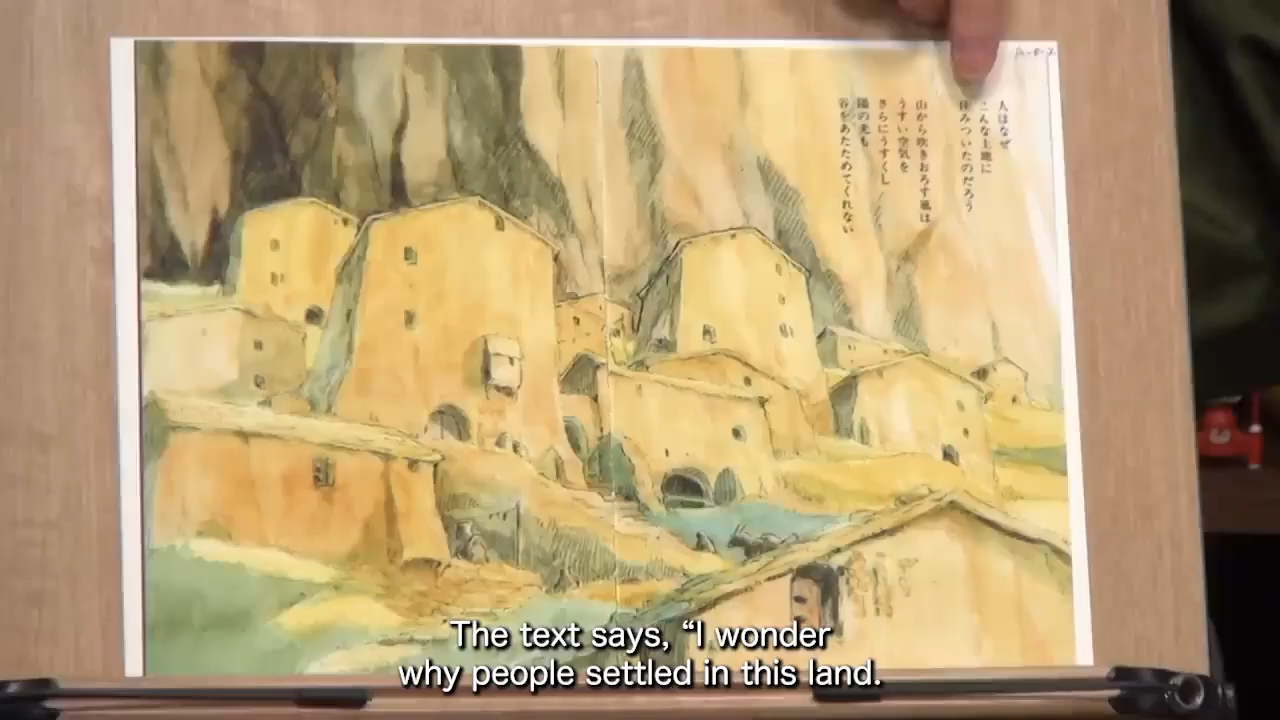 人はなぜ
こんな土地に
住みついたのだろう
山から吹きおろす風は
うすい空気を
さらにうすくし
陽の光も
谷をあたためてくれない
The text says, “I wonder
why people settled in this land.